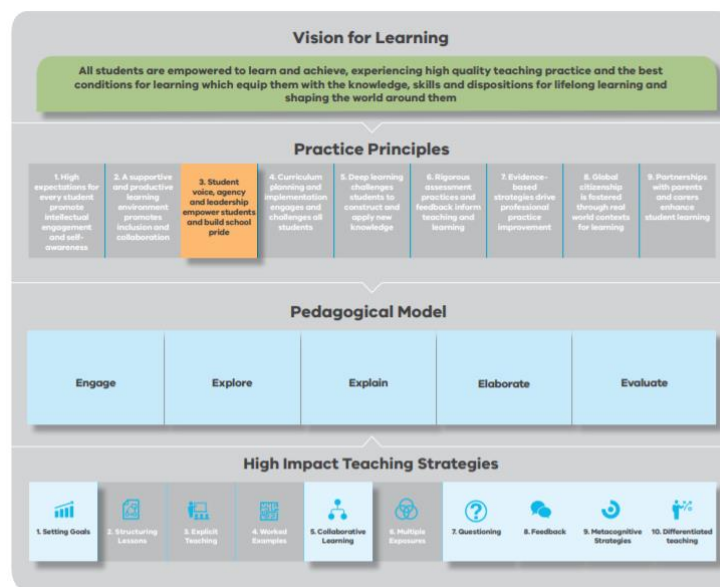 Vision for Learning
All students are empowered to learn and achieve, experiencing high quality teaching practice and the best
conditions for learning which equip them with the knowledge, skills and dispositions for lifelong learning and
shaping the world around them
Practice Principles
1. High
expectations for
every student
promote
intellectual
engagement
and self-
awareness
2. A supportive
and productive
learning
environment
promotes
inclusion and
collaboration
3. Student
voice, agency
and leadership
empower students
and build school
pride
4. Curriculum
planning and
implementation
engages and
challenges all
students
5. Deep learning
challenges
students to
construct and
apply new
knowledge
6. Rigorous
assessment
practices and
feedback inform
teaching and
learning
7. Evidence-
based
strategies drive
professional
practice
improvement
8. Global
citizenship
is fostered
through real
world contexts
for learning
9. Partnerships
with parents
and carers
enhance
student learning
Pedagogical Model
Engage
Explore
Explain
Elaborate
Evaluate
High Impact Teaching Strategies
1. Setting Goals
2. Structuring
Lessons
3. Explicit
Teaching
4. Worked
Examples
5. Collaborative
Learning
6. Multiple
Exposures
7. Questioning
8. Feedback
9. Metacognitive
Strategies
10. Differentiated
teaching